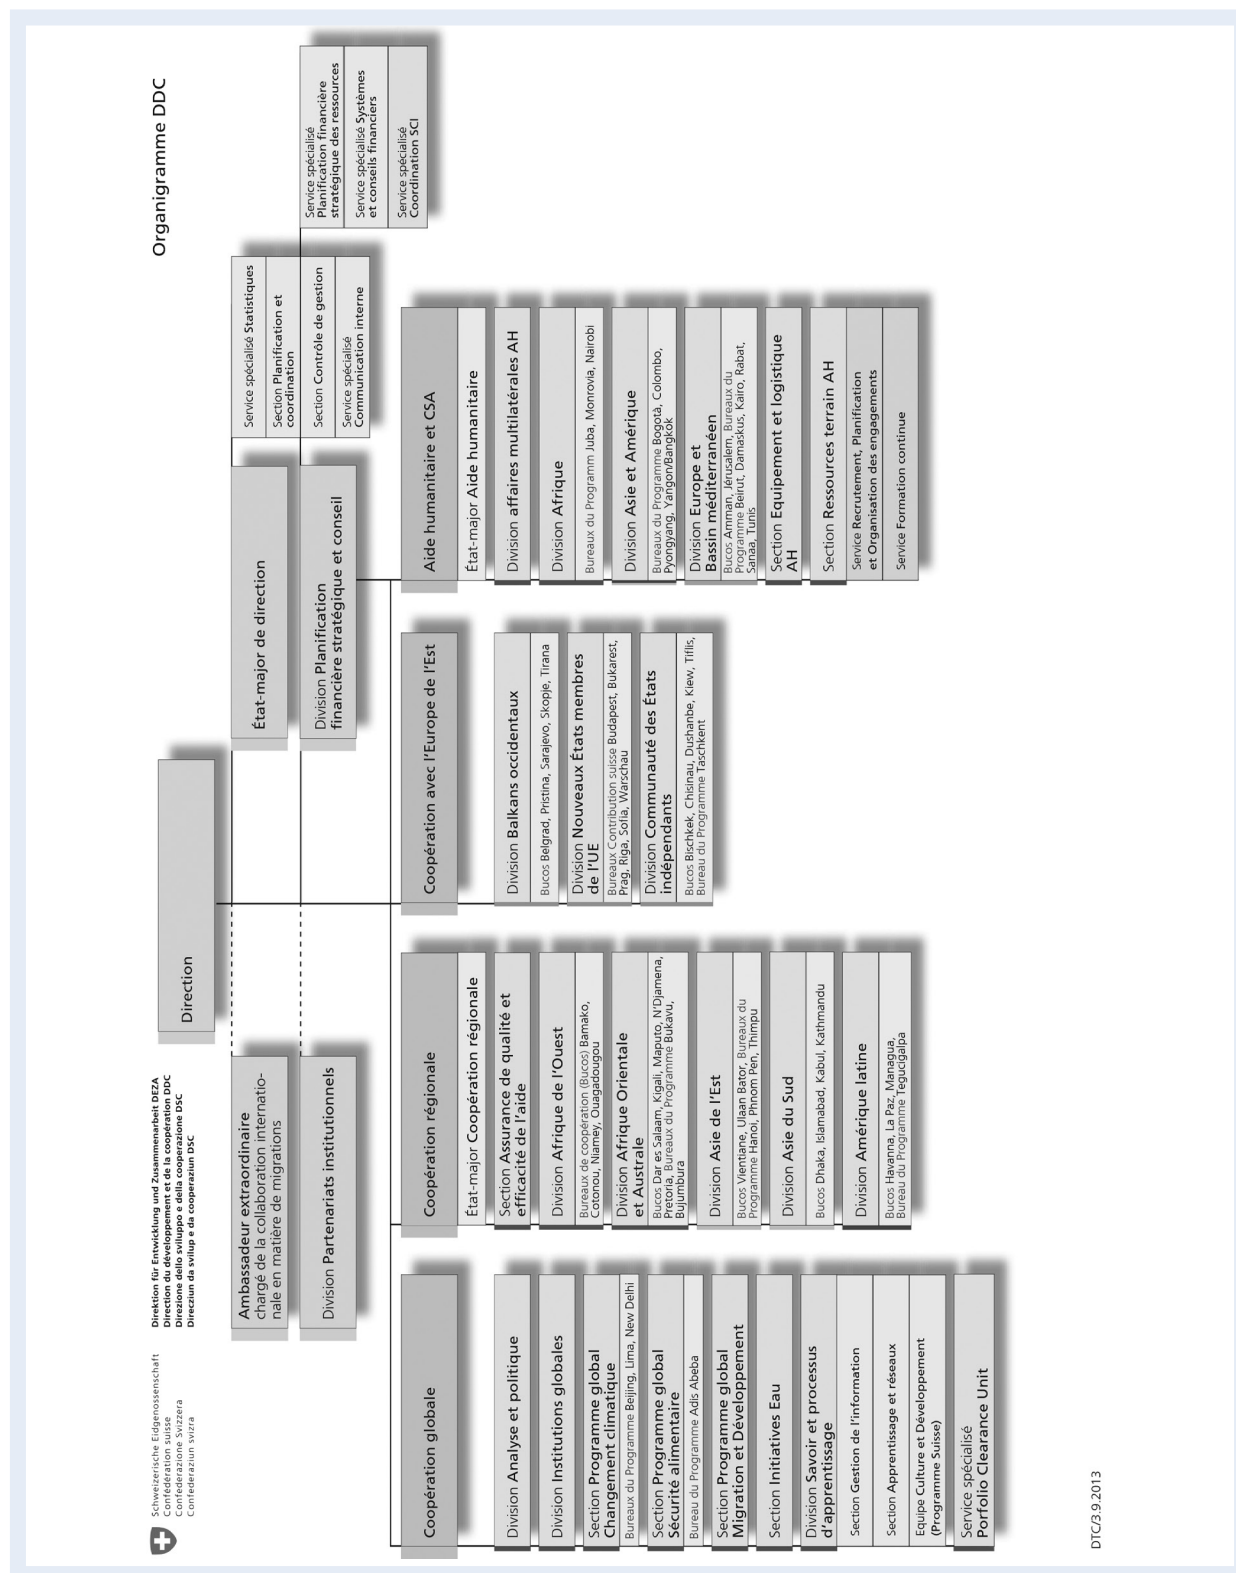 Schweizerische Eidgenossenschaft
Confédération suisse
Confederazione Svizzera
Confederaziun svizra
Direktion für Entwicklung und Zusammenarbeit DEZA
Direction du développement et de la coopération DDC
Direzione dello sviluppo e della cooperazione DSC
Direcziun da svilup e da cooperaziun DSC
Organigramme DDC
Direction
Ambassadeur extraordinaire
chargé de la collaboration internatio-
nale en matière de migrations
Division Partenariats institutionnels
État-major de direction
Division Planification
financière stratégique et conseil
Service spécialisé Statistiques
Section Planification et
coordination
Section Contrôle de gestion
Service spécialisé
Communication interne
Service spécialisé
Planification financière
stratégique des ressources
Service spécialisé Systèmes
et conseils financiers
Service spécialisé
Coordination SCI
Coopération globale
Division Analyse et politique
Division Institutions globales
Section Programme global
Changement climatique
Bureaux du Programme Beijing, Lima, New Delhi
Section Programme global
Sécurité alimentaire
Bureau du Programme Adis Abeba
Section Programme global
Migration et Développement
Section Initiatives Eau
Division Savoir et processus
d'apprentissage
Section Gestion de l'information
Section Apprentissage et réseaux
Equipe Culture et Développement
(Programme Suisse)
Service spécialisé
Porfolio Clearance Unit
Coopération régionale
État-major Coopération régionale
Section Assurance de qualité et
efficacité de l'aide
Division Afrique de l'Ouest
Bureaux de coopération (Bucos) Bamako,
Cotonou, Niamey, Ouagadougou
Division Afrique Orientale
et Australe
Bucos Dar es Salaam, Kigali, Maputo, N'Djamena,
Pretoria, Bureaux du Programme Bukavu,
Bujumbura
Division Asie de l'Est
Bucos Vientiane, Ulaan Bator, Bureaux du
Programme Hanoi, Phnom Pen, Thimpu
Division Asie du Sud
Bucos Dhaka, Islamabad, Kabul, Kathmandu
Division Amérique latine
Bucos Havanna, La Paz, Managua,
Bureau du Programme Tegucigalpa
Coopération avec l'Europe de l'Est
Division Balkans occidentaux
Bucos Belgrad, Pristina, Sarajevo, Skopje, Tirana
Division Nouveaux États membres
de l'UE
Bureaux Contribution suisse Budapest, Bukarest,
Prag, Riga, Sofia, Warschau
Division Communauté des États
indépendants
Bucos Bischkek, Chisinau, Dushanbe, Kiew, Tiflis,
Bureau du Programme Taschkent
Aide humanitaire et CSA
État-major Aide humanitaire
Division affaires multilatérales AH
Division Afrique
Bureaux du Programm Juba, Monrovia, Nairobi
Division Asie et Amérique
Bureaux du Programme Bogotà, Colombo,
Pyongyang, Yangon/Bangkok
Division Europe et
Bassin méditerranéen
Bucos Amman, Jérusalem, Bureaux du
Programme Beirut, Damaskus, Kairo, Rabat,
Sanaa, Tunis
Section Equipement et logistique
AH
Section Ressources terrain AH
Service Recrutement, Planification
et Organisation des engagements
Service Formation continue
DTC/3.9.2013